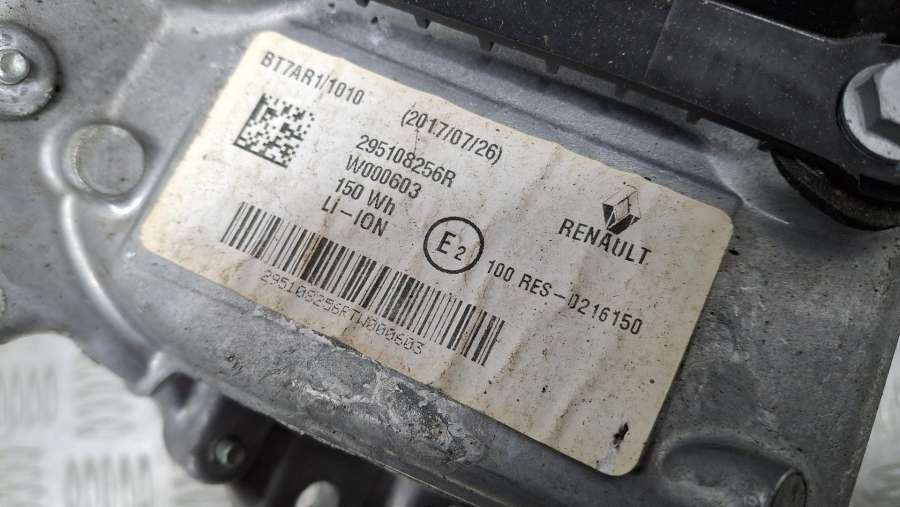 BT7AR1/1010
(2017/07/26)
295108256R
W000603
150 Wh
LI-ION
E2
100 RES-0216150
RENAULT
295108256RTW000603